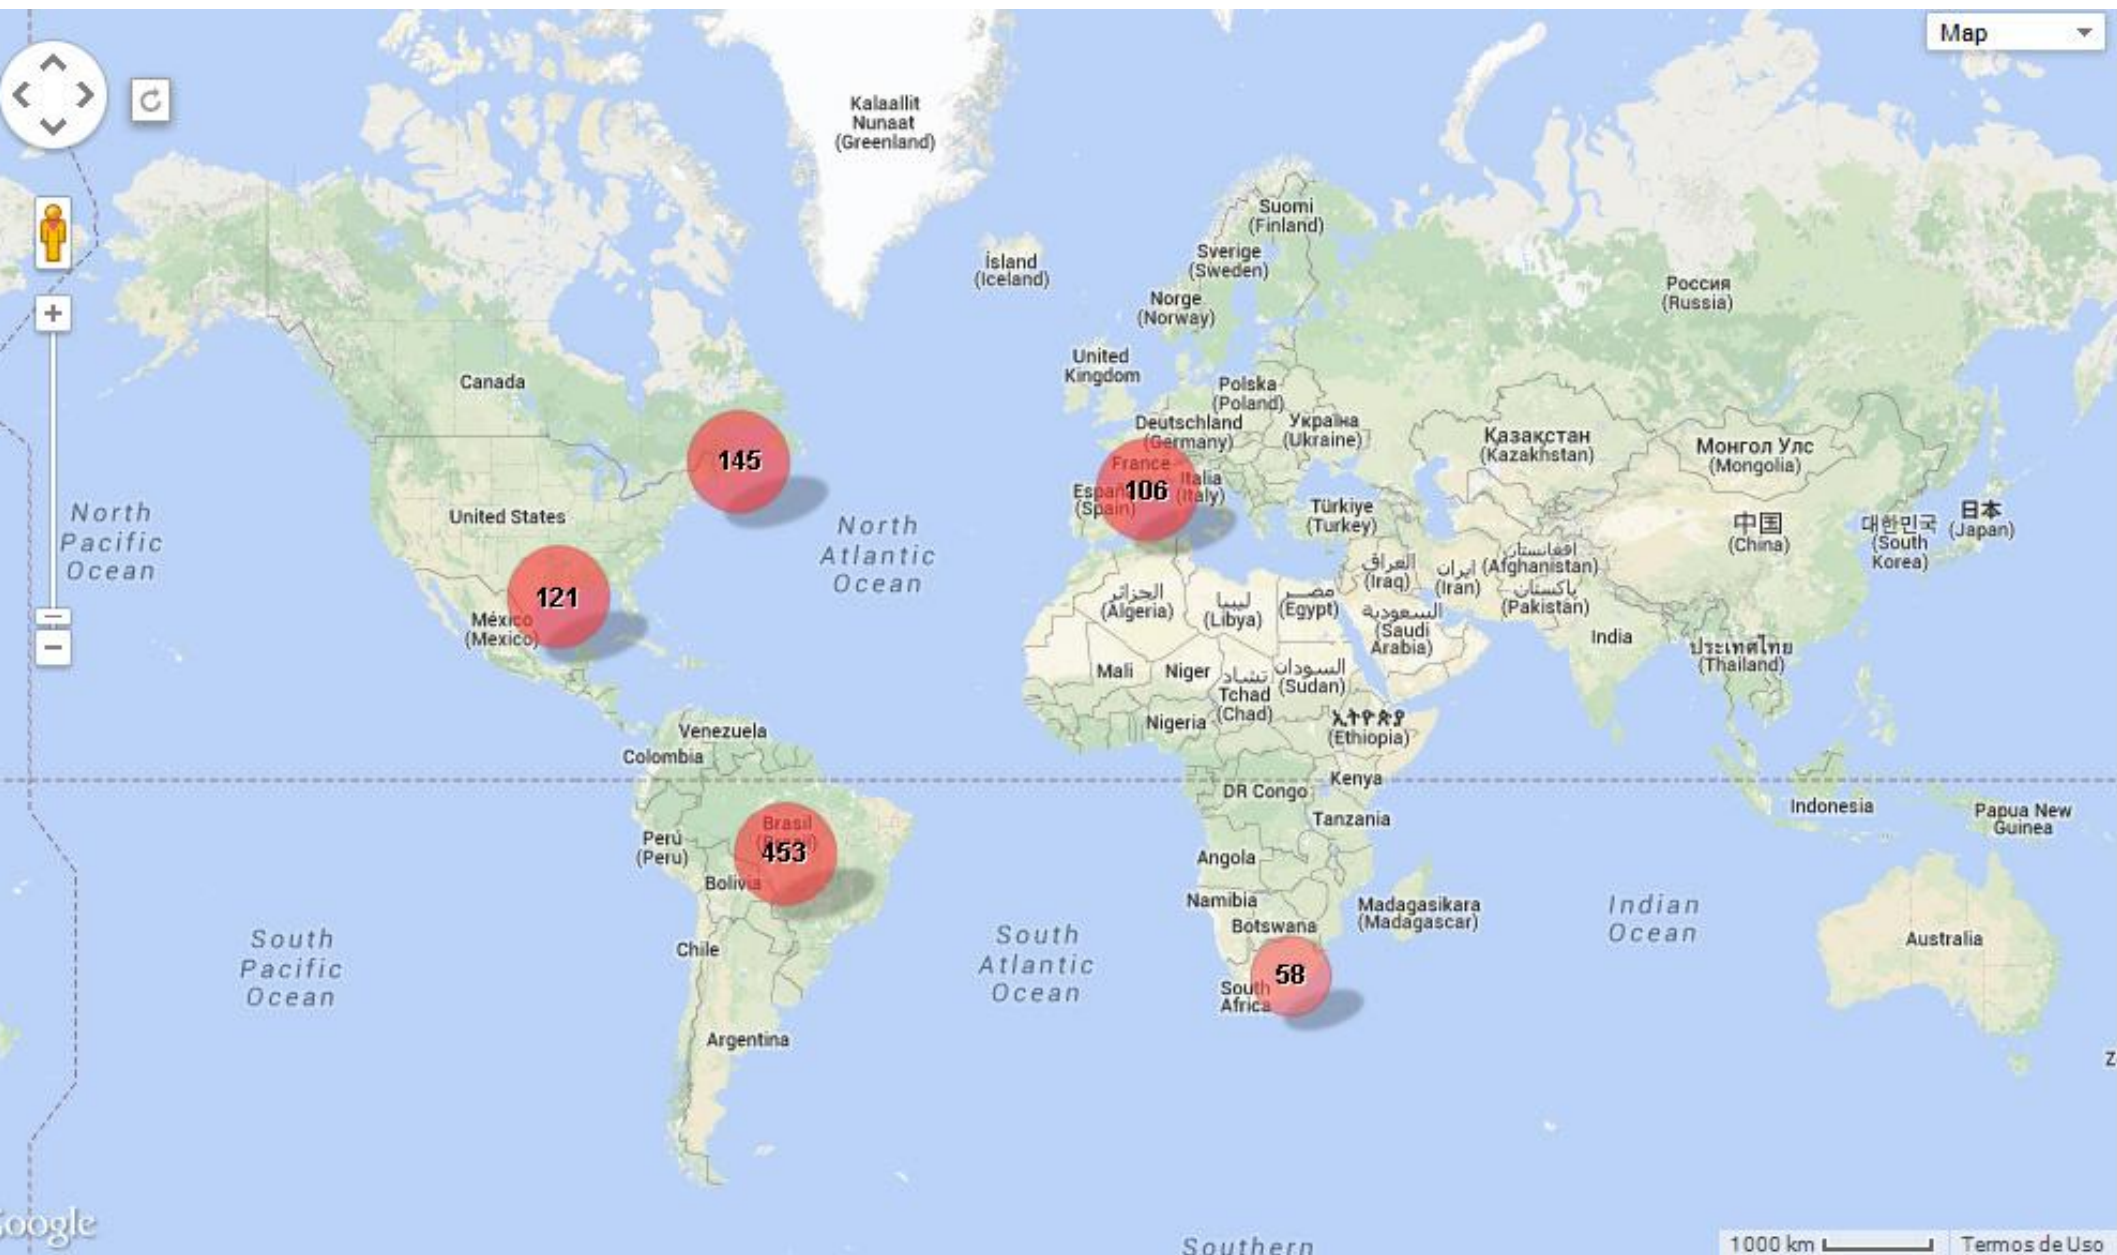 Map
Kalaallit
Nunaat
(Greenland)
Suomi
(Finland)
Ísland
(Iceland)
Sverige
(Sweden)
Norge
(Norway)
Россия
(Russia)
United
Kingdom
Canada
Polska
(Poland)
Deutschland
(Germany)
Україна
(Ukraine)
Қазақстан
(Kazakhstan)
Монгол Улс
(Mongolia)
145
France
106
Italia
(Italy)
(Spain)
North
Pacific
Ocean
United States
North
Atlantic
Ocean
Türkiye
(Turkey)
中国
(China)
대한민국
(South
Korea)
日本
(Japan)
العراق
(Iraq)
ایران
(Iran)
افغانستان
(Afghanistan)
پاکستان
(Pakistan)
121
México
(Mexico)
الجزائر
(Algeria)
ليبيا
(Libya)
مصر
(Egypt)
السعودية
(Saudi
Arabia)
India
ประเทศไทย
(Thailand)
Mali
Niger
تشاد
Tchad
(Chad)
السودان
(Sudan)
Nigeria
ኢትዮጵያ
(Ethiopia)
Venezuela
Colombia
Kenya
DR Congo
Tanzania
Indonesia
Papua New
Guinea
Brasil
453
Perú
(Peru)
Bolivia
Angola
Namibia
Botswana
Madagasikara
(Madagascar)
Indian
Ocean
South
Pacific
Ocean
Chile
South
Atlantic
Ocean
58
South
Africa
Australia
Argentina
Z
Google
Southern
1000 km
Termos de Uso